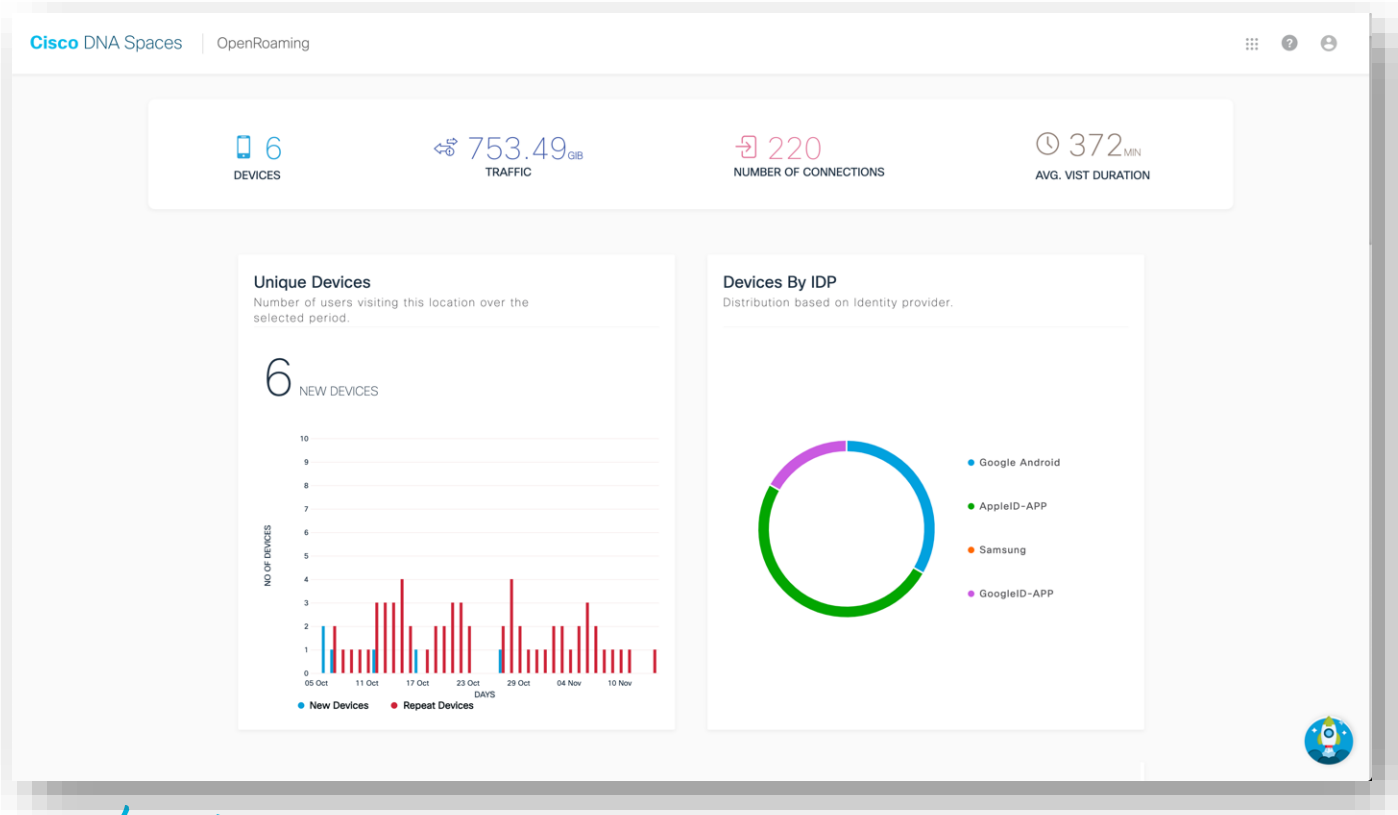 Cisco DNA Spaces OpenRoaming
?
6
DEVICES
753.49GIB
TRAFFIC
220
NUMBER OF CONNECTIONS
372MIN
AVG. VIST DURATION
Unique Devices
Number of users visiting this location over the
selected period.
6 NEW DEVICES
10
9
8
7
6
5
4
3
2
1
0
NO OF DEVICES
05 Oct 11 Oct 17 Oct 23 Oct 29 Oct 04 Nov 10 Nov
DAYS
New Devices Repeat Devices
Devices By IDP
Distribution based on Identity provider.
Google Android
AppleID-APP
Samsung
GoogleID-APP